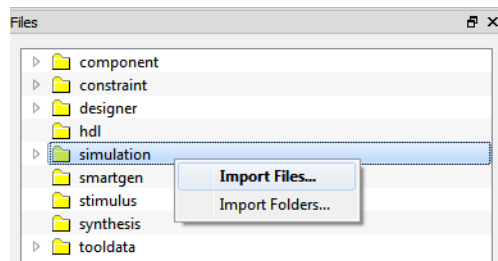 Files
component
constraint
designer
hdl
simulation
smartgen
Import Files...
stimulus
Import Folders...
synthesis
tooldata